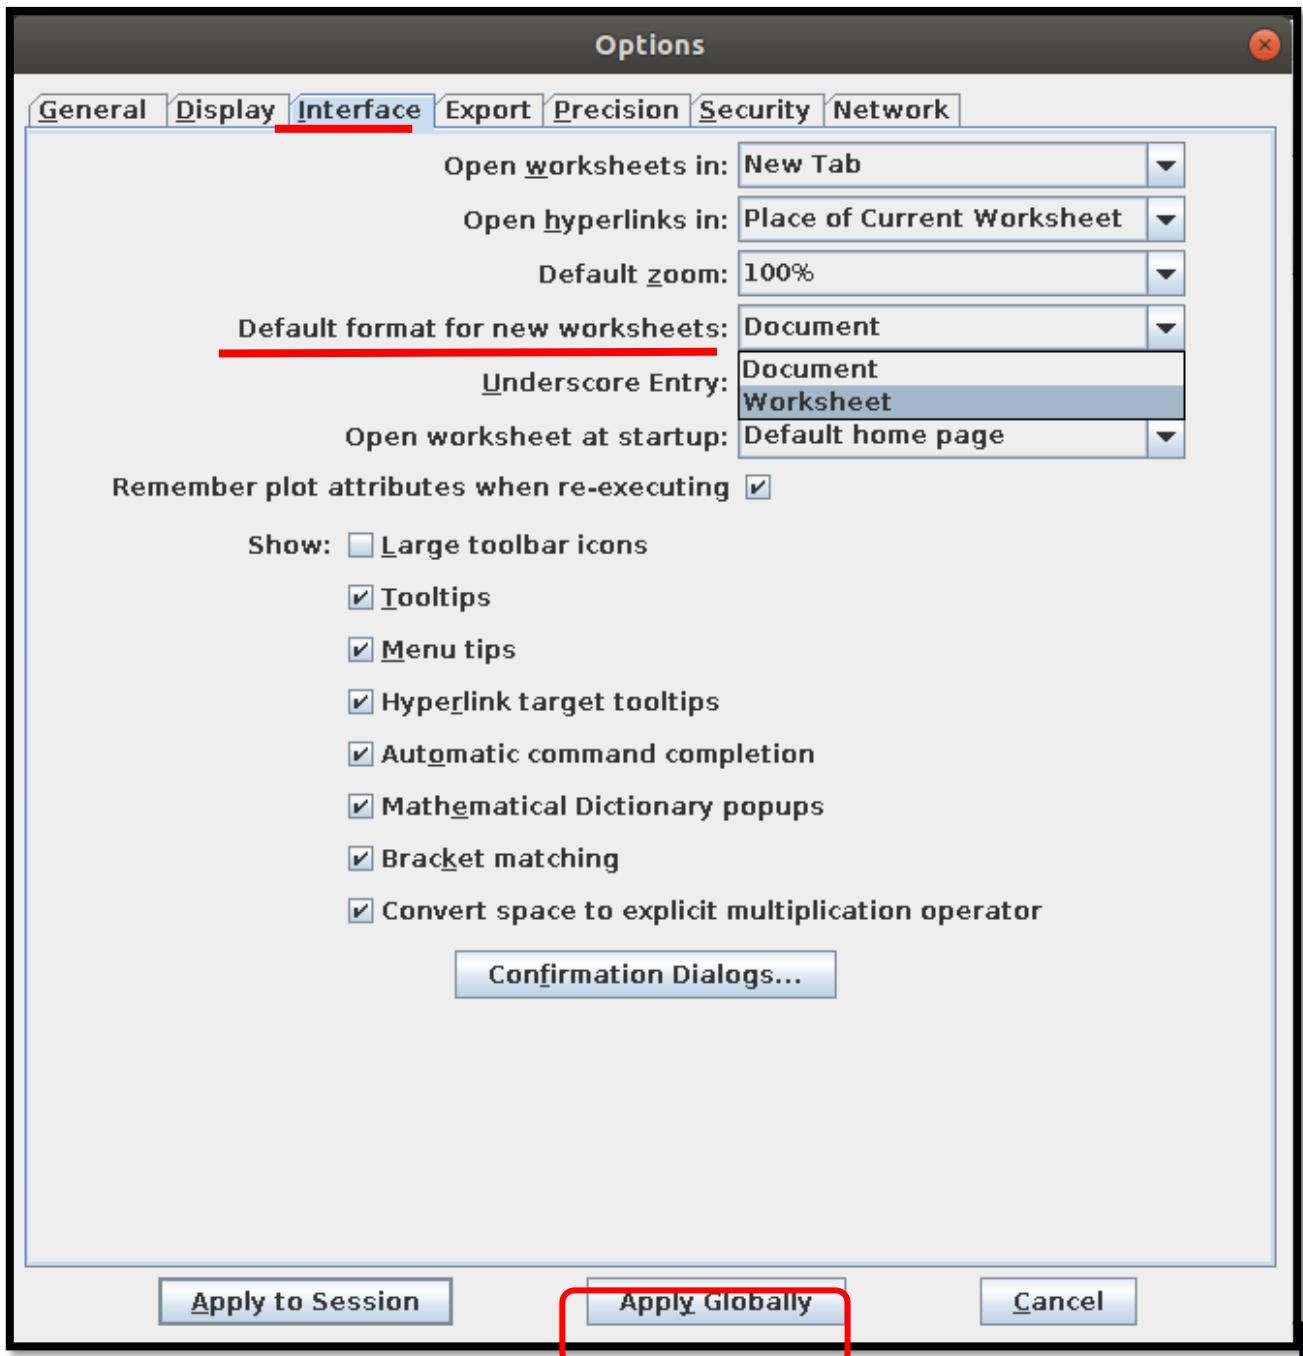 Options
General Display Interface Export Precision Security Network
Open worksheets in: New Tab
Open hyperlinks in: Place of Current Worksheet
Default zoom: 100%
Default format for new worksheets: Document
Document
Underscore Entry:
Worksheet
Open worksheet at startup: Default home page
Remember plot attributes when re-executing
Show: Large toolbar icons
Tooltips
Menu tips
Hyperlink target tooltips
Automatic command completion
Mathematical Dictionary popups
Bracket matching
Convert space to explicit multiplication operator
Confirmation Dialogs...
Apply to Session Apply Globally Cancel